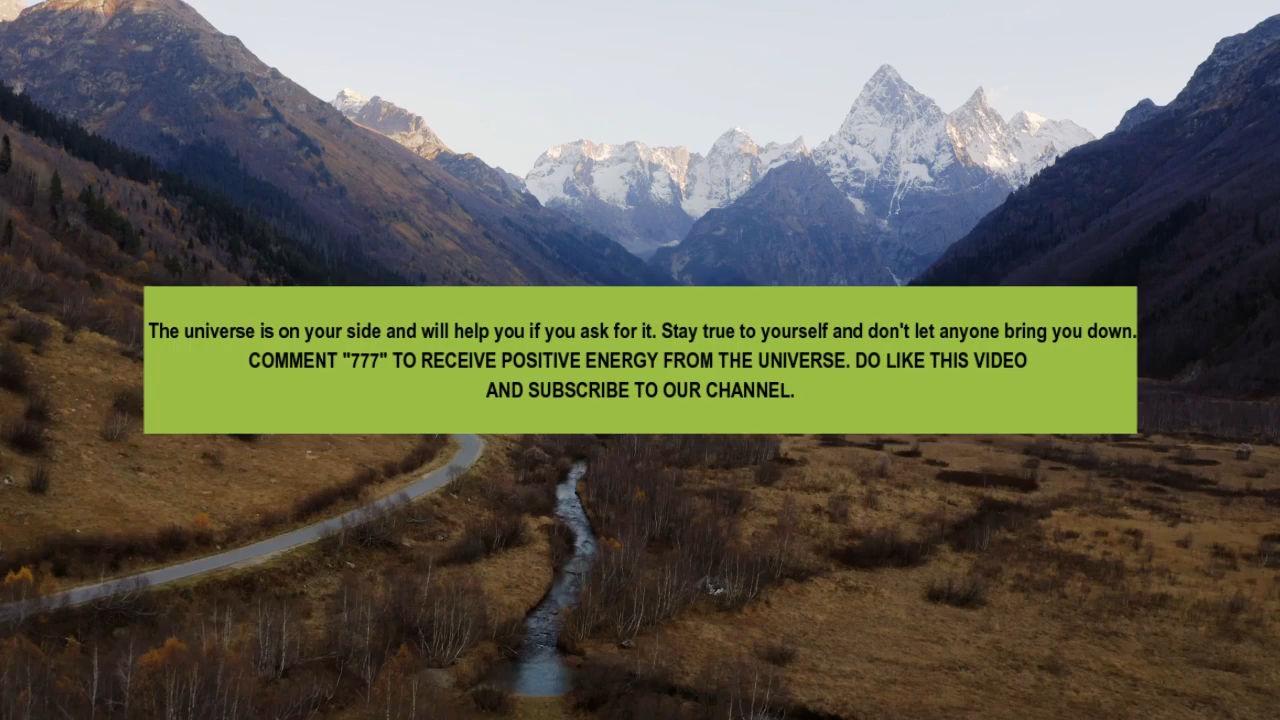 The universe is on your side and will help you if you ask for it. Stay true to yourself and don't let anyone bring you down.
COMMENT "777" TO RECEIVE POSITIVE ENERGY FROM THE UNIVERSE. DO LIKE THIS VIDEO
AND SUBSCRIBE TO OUR CHANNEL.